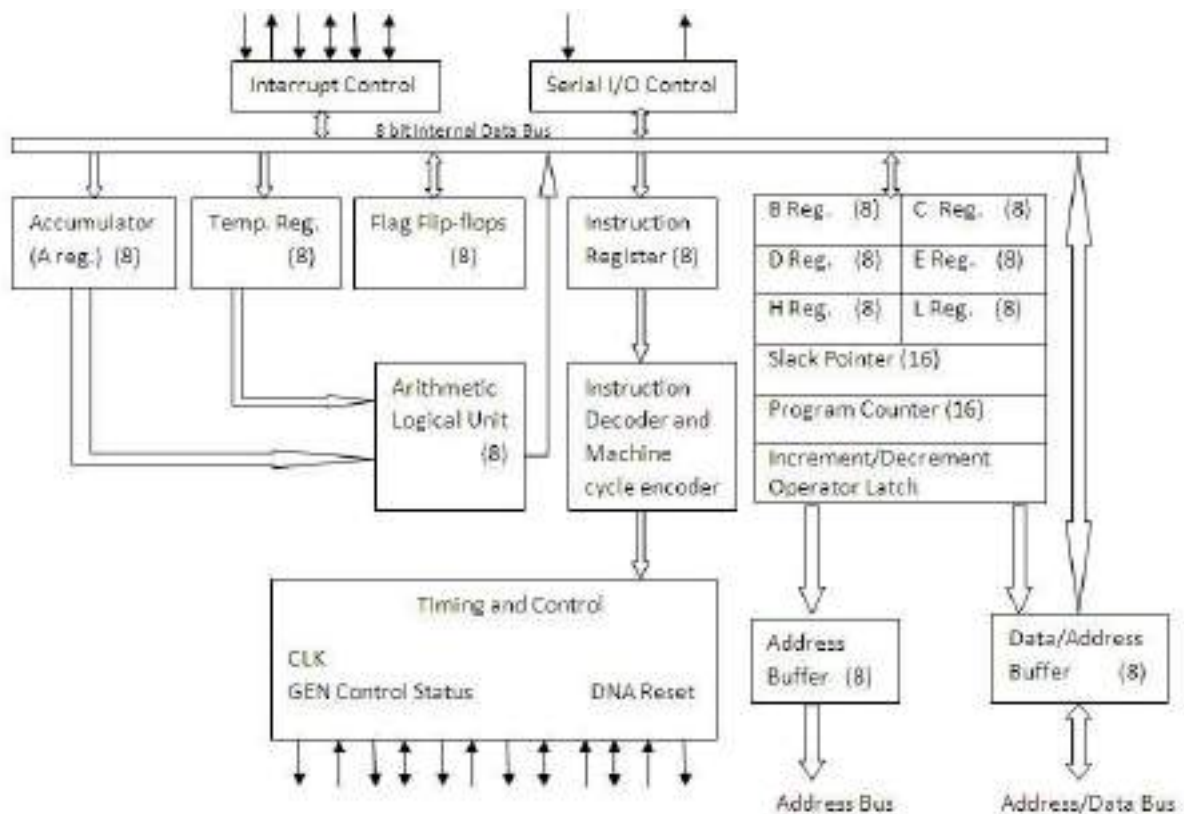 Interrupt Control
Serial I/O Control
8 bit Internal Data Bus
Accumulator
(A reg.) (8)
Temp. Reg.
(8)
Flag Flip-flops
(8)
Instruction
Register (8)
B Reg. (8)
C Reg. (8)
D Reg. (8)
E Reg. (8)
H Reg. (8)
L Reg. (8)
Slack Pointer (16)
Program Counter (16)
Increment/Decrement
Operator Latch
Arithmetic
Logical Unit
(8)
Instruction
Decoder and
Machine
cycle encoder
Timing and Control
CLK
GEN Control Status
DNA Reset
Address
Buffer (8)
Data/Address
Buffer (8)
Address Bus
Address/Data Bus